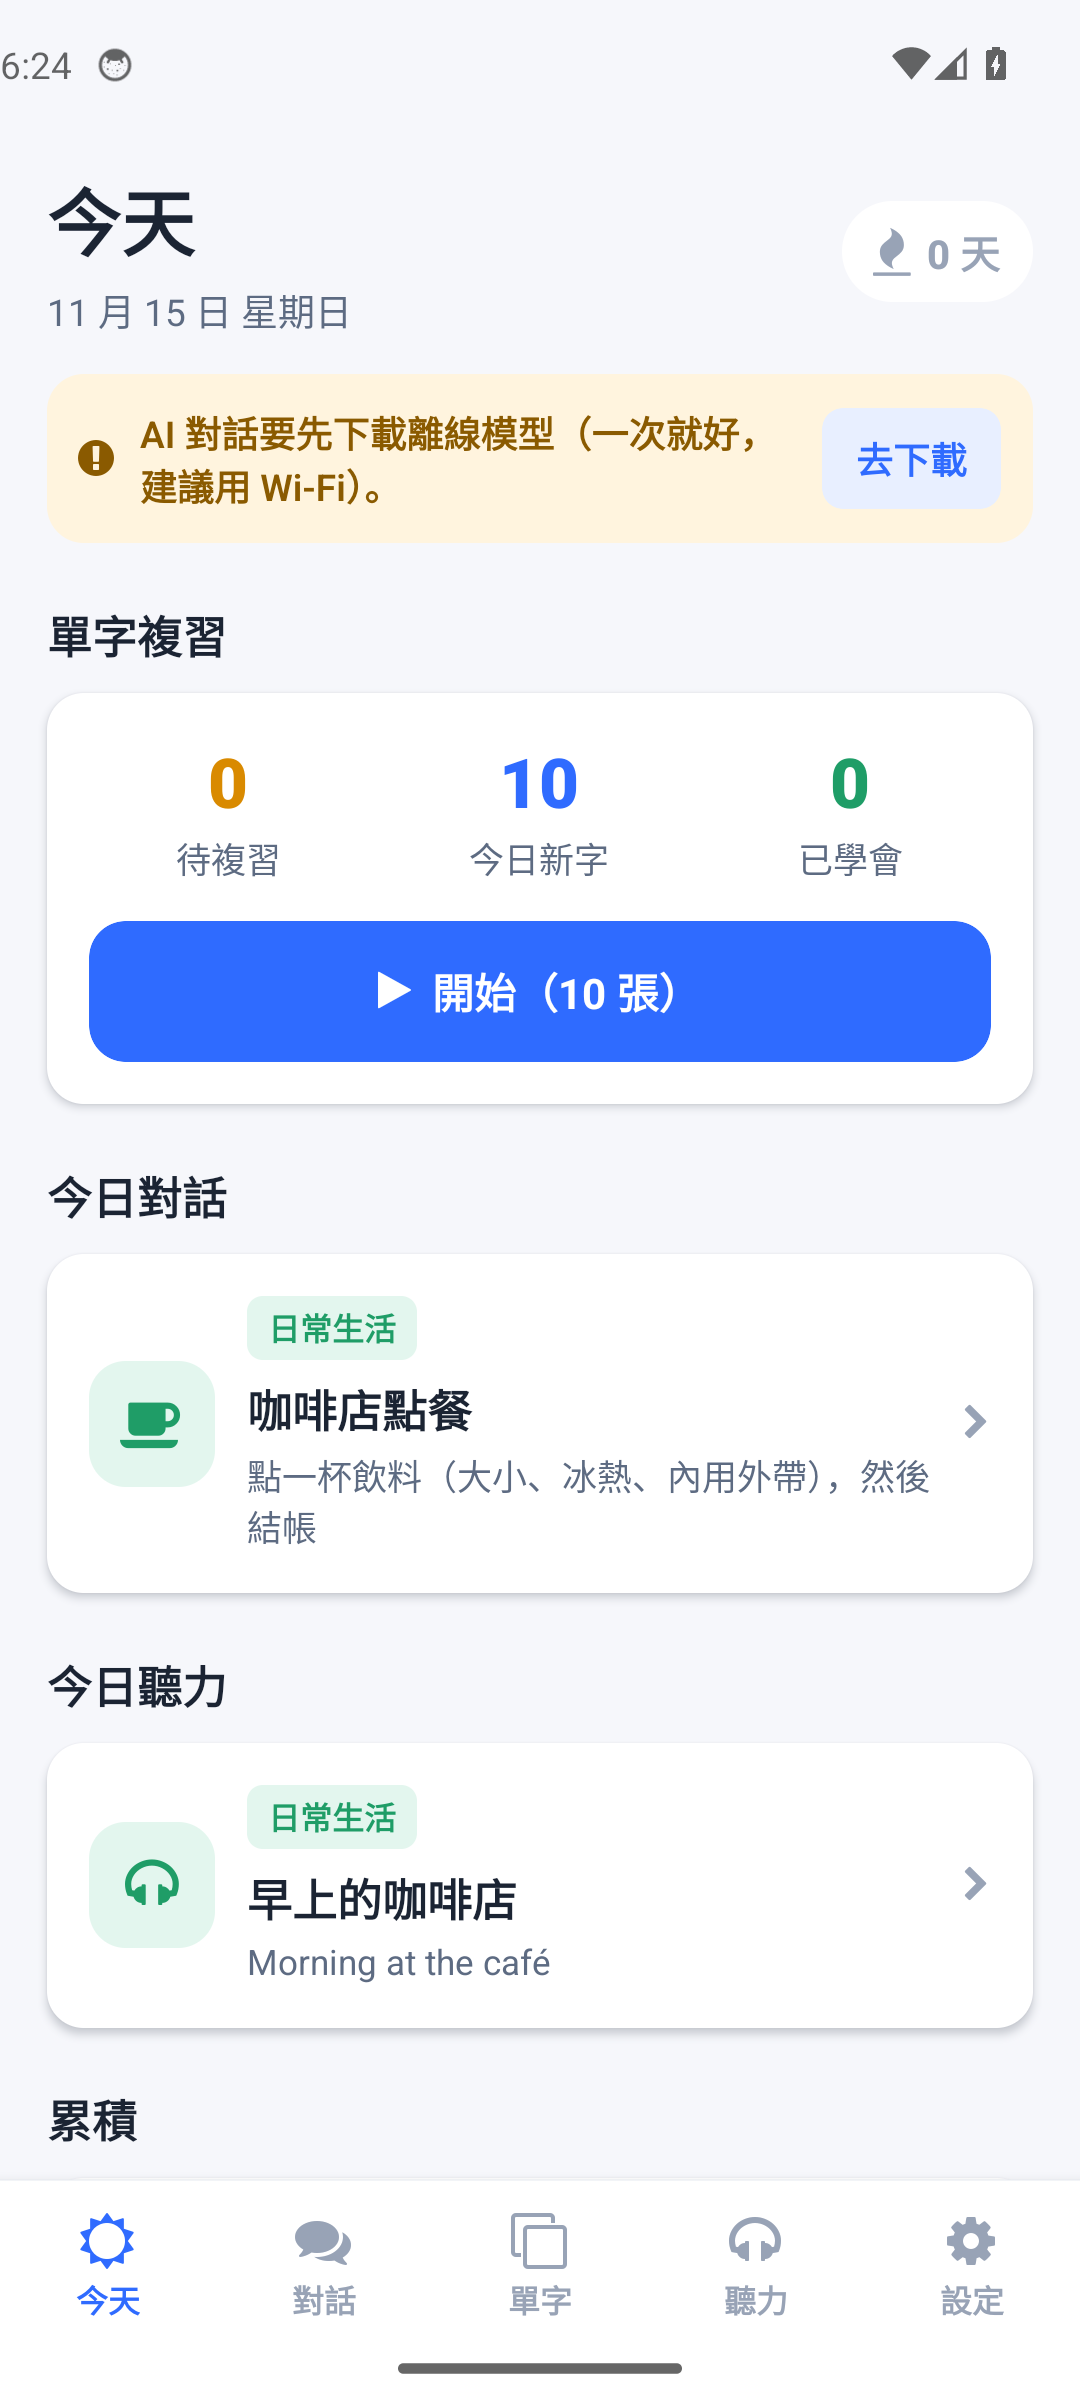 6:24
今天
0 天
11 月 15 日 星期日
AI 對話要先下載離線模型（一次就好，
建議用 Wi-Fi）。
去下載
單字複習
0
10
0
待複習
今日新字
已學會
開始（10 張）
今日對話
日常生活
咖啡店點餐
點一杯飲料（大小、冰熱、內用外帶），然後
結帳
今日聽力
日常生活
早上的咖啡店
Morning at the café
累積
今天
對話
單字
聽力
設定